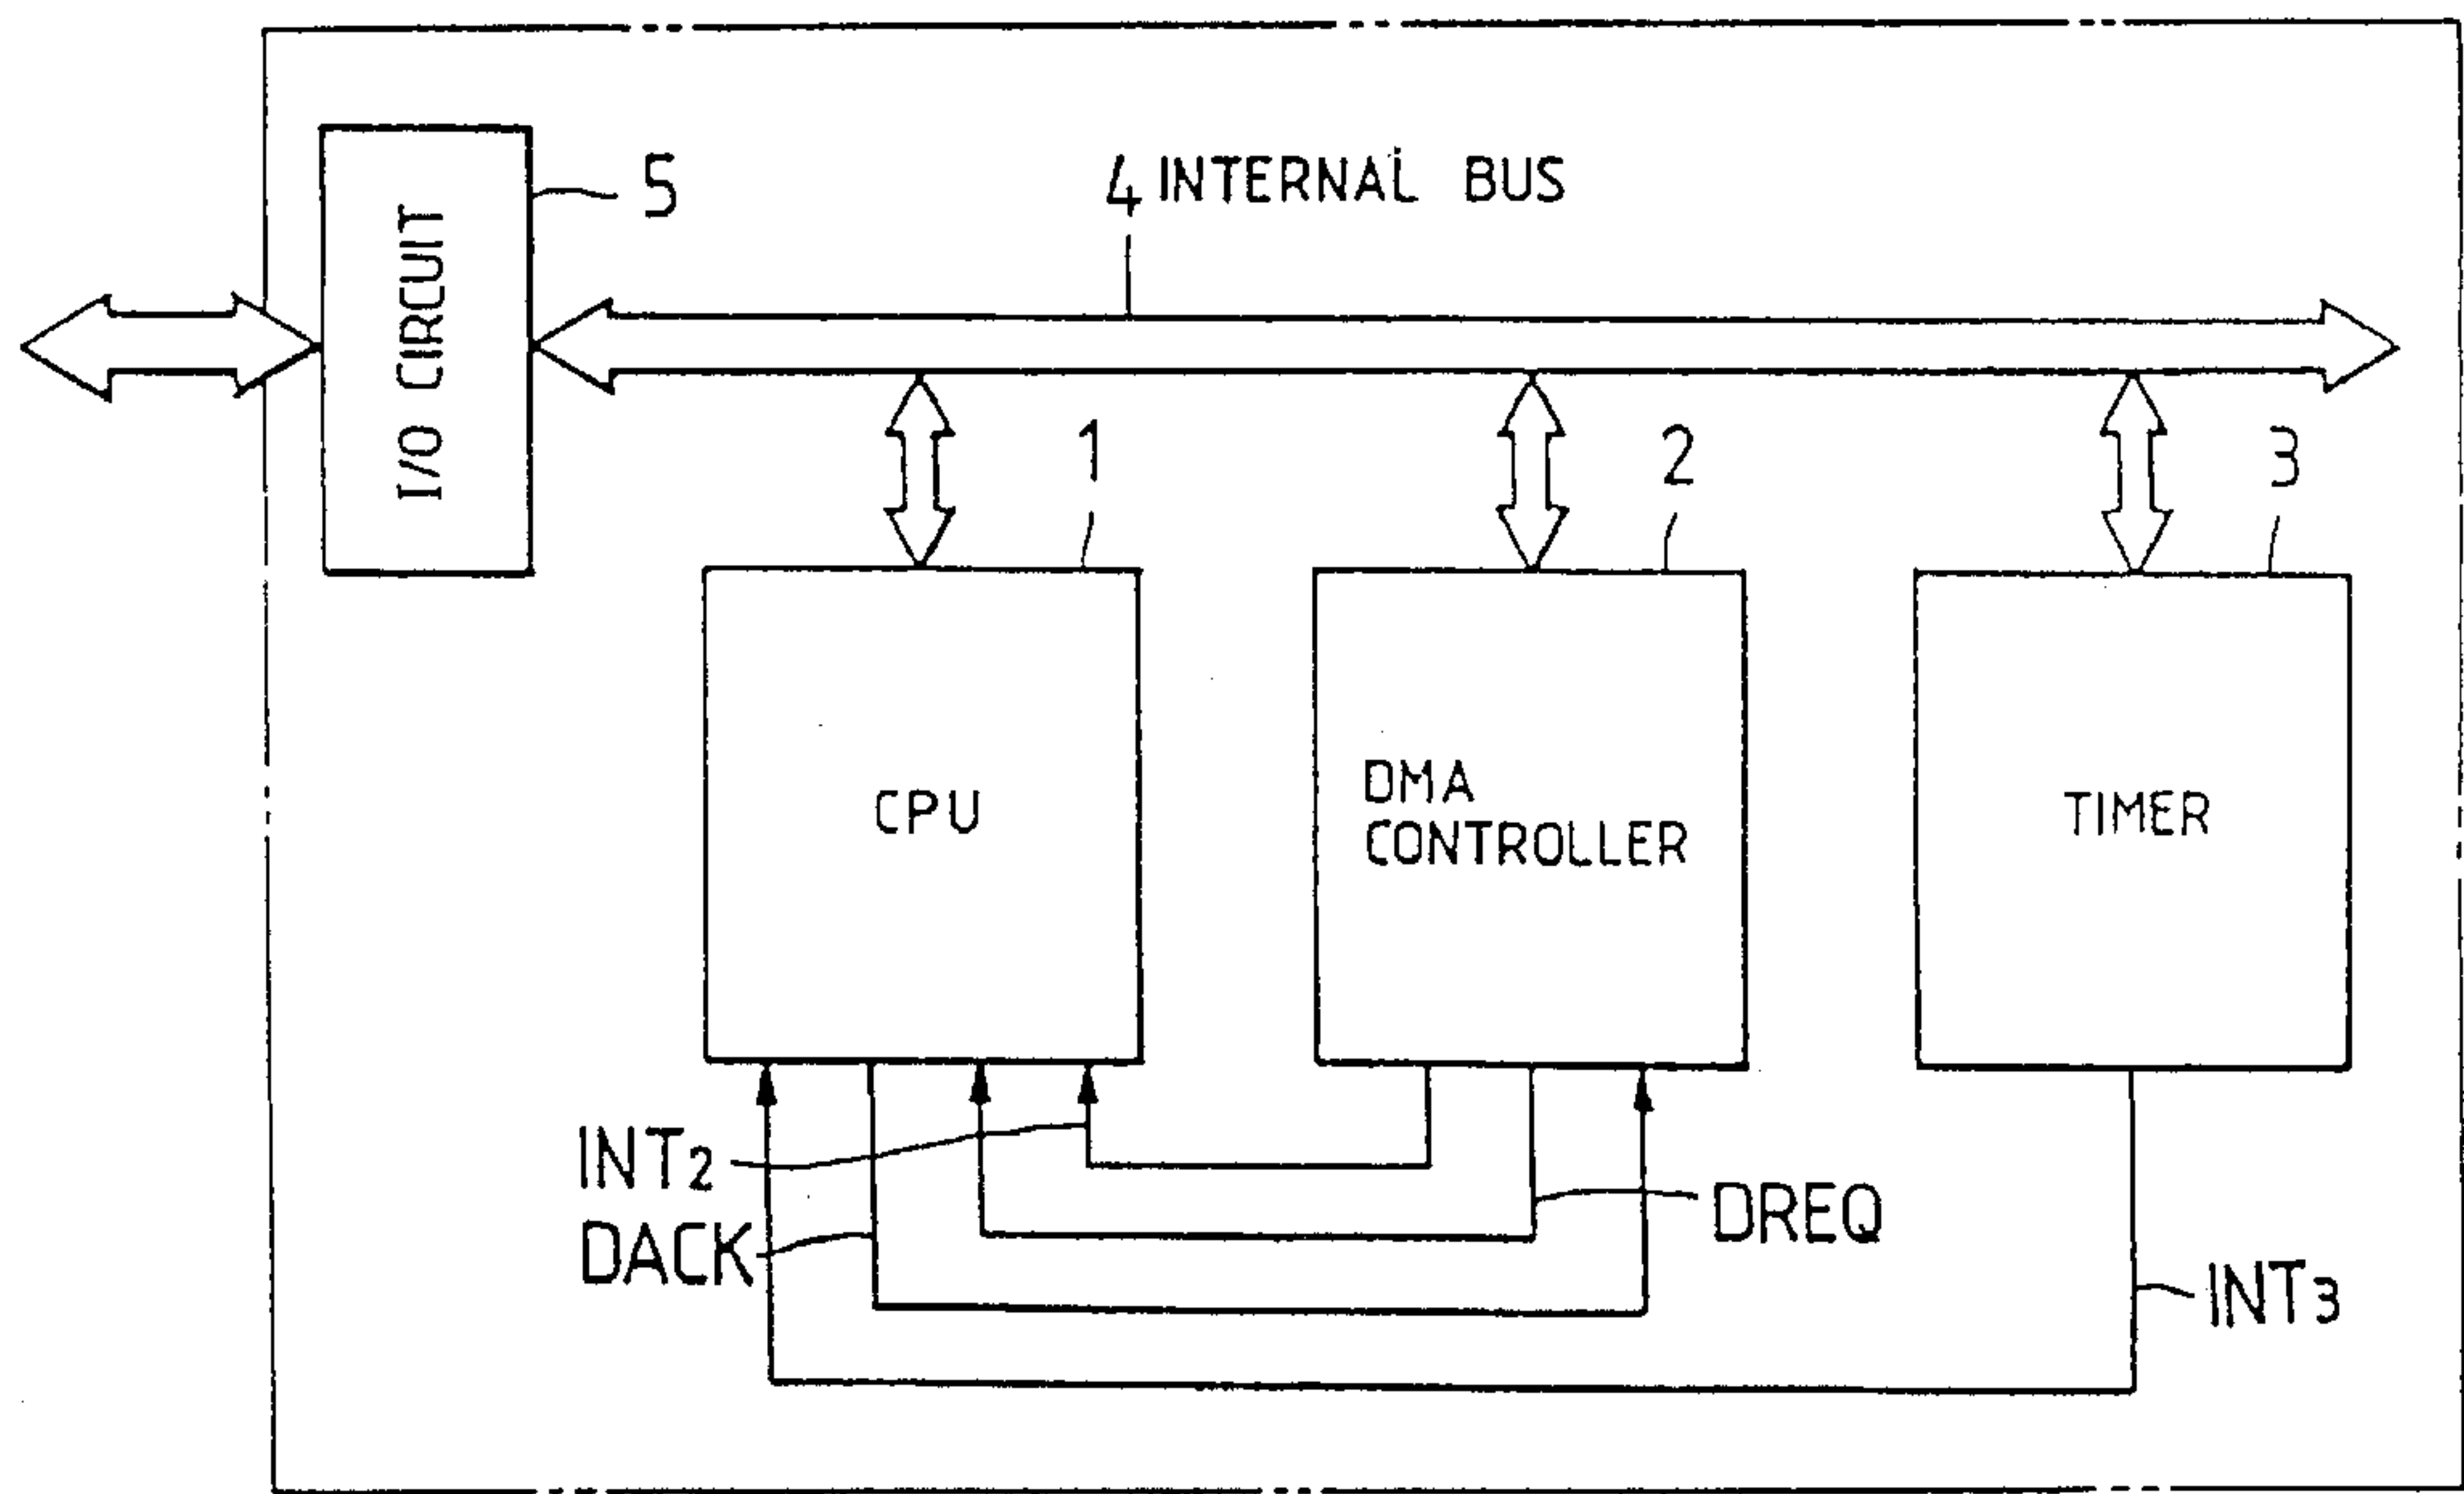 5
4 INTERNAL BUS
I/O CIRCUIT
1
2
3
CPU
DMA
CONTROLLER
TIMER
INT2
DREQ
DACK
INT3